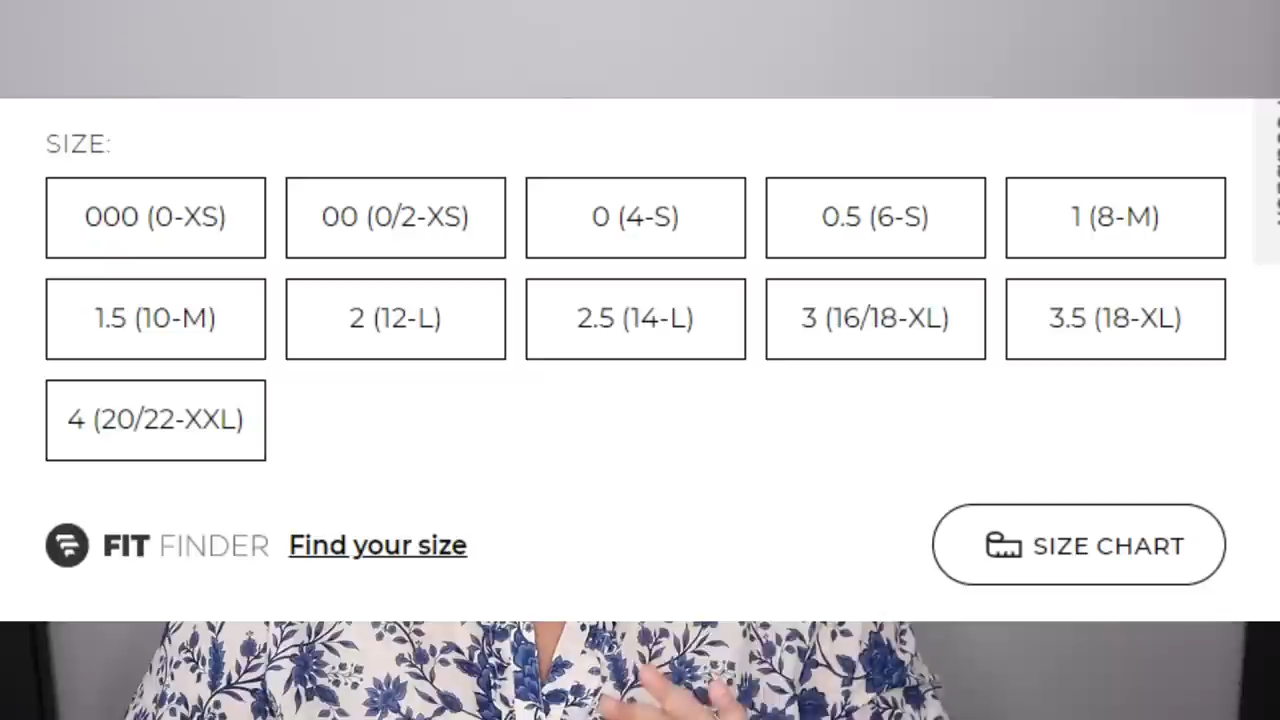 SIZE:
000 (0-XS) 00 (0/2-XS) 0 (4-S) 0.5 (6-S) 1 (8-M)
1.5 (10-M) 2 (12-L) 2.5 (14-L) 3 (16/18-XL) 3.5 (18-XL)
4 (20/22-XXL)
FIT FINDER Find your size SIZE CHART